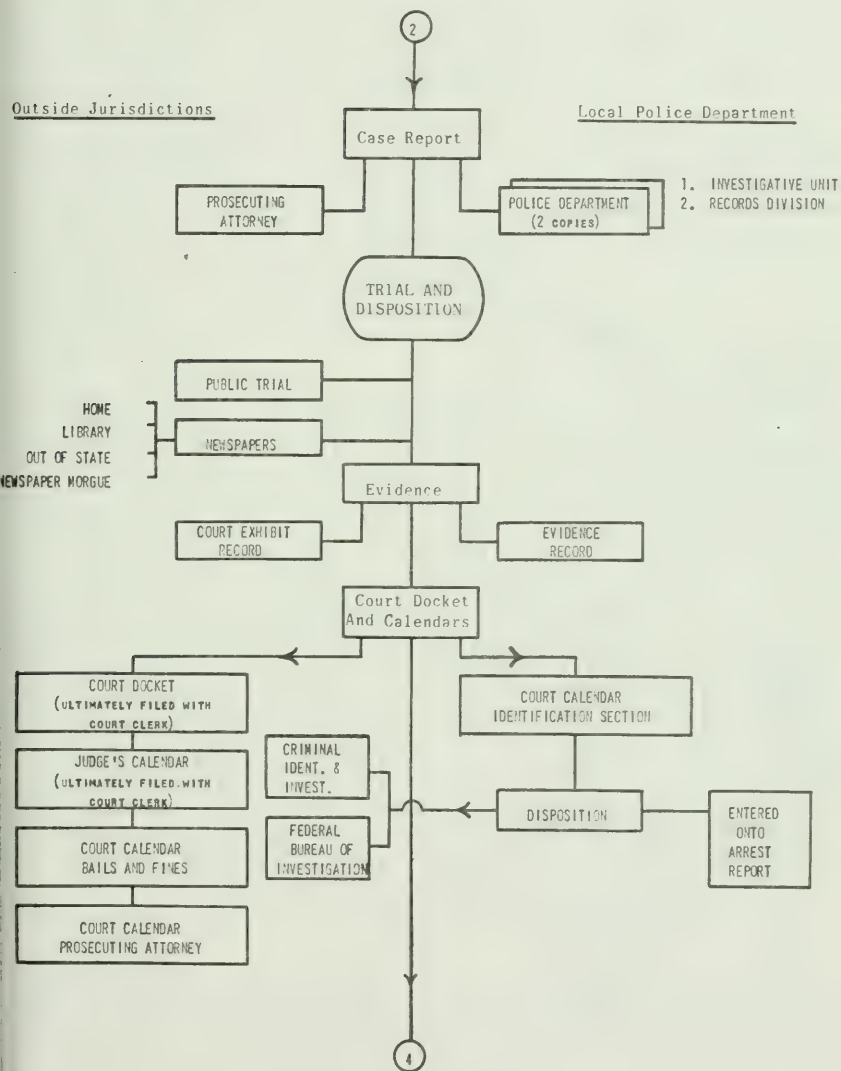 2
Outside Jurisdictions
Local Police Department
Case Report
PROSECUTING
ATTORNEY
POLICE DEPARTMENT
(2 COPIES)
1. INVESTIGATIVE UNIT
2. RECORDS DIVISION
TRIAL AND
DISPOSITION
PUBLIC TRIAL
HOME
LIBRARY
OUT OF STATE
NEWSPAPER MORGUE
NEWSPAPERS
Evidence
COURT EXHIBIT
RECORD
EVIDENCE
RECORD
Court Docket
And Calendars
COURT DOCKET
(ULTIMATELY FILED WITH
COURT CLERK)
COURT CALENDAR
IDENTIFICATION SECTION
JUDGE'S CALENDAR
(ULTIMATELY FILED WITH
COURT CLERK)
CRIMINAL
IDENT. &
INVEST.
DISPOSITION
ENTERED
ONTO
ARREST
REPORT
FEDERAL
BUREAU OF
INVESTIGATION
COURT CALENDAR
BAILS AND FINES
COURT CALENDAR
PROSECUTING ATTORNEY
4